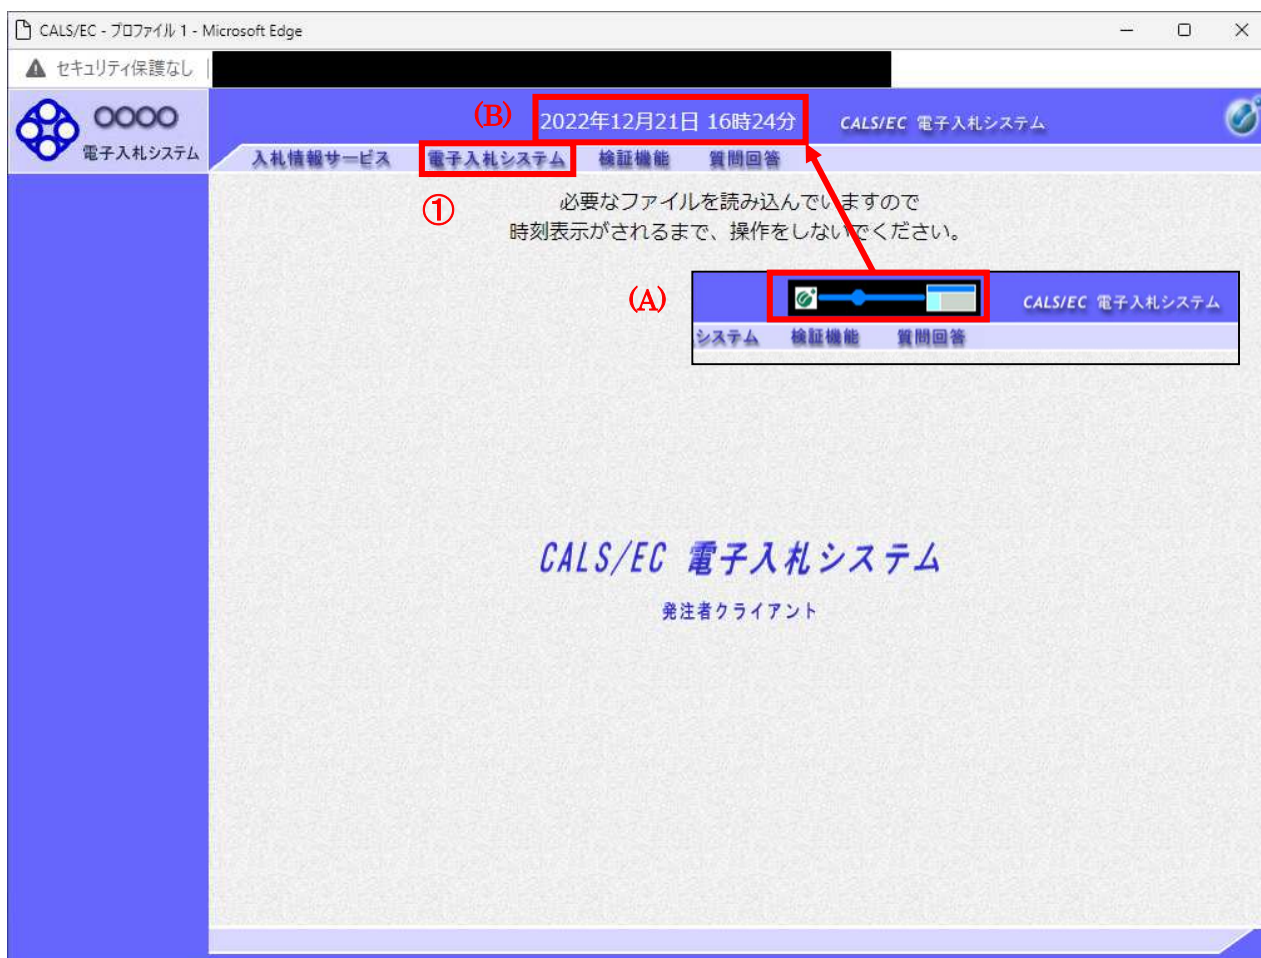 CALS/EC - プロファイル 1 - Microsoft Edge
セキュリティ保護なし
○○○○
電子入札システム
(B)
2022年12月21日 16時24分
CALS/EC 電子入札システム
入札情報サービス 電子入札システム 検証機能 質問回答
①
必要なファイルを読み込んでいますので
時刻表示がされるまで、操作をしないでください。
(A)
CALS/EC 電子入札システム
システム 検証機能 質問回答
CALS/EC 電子入札システム
発注者クライアント